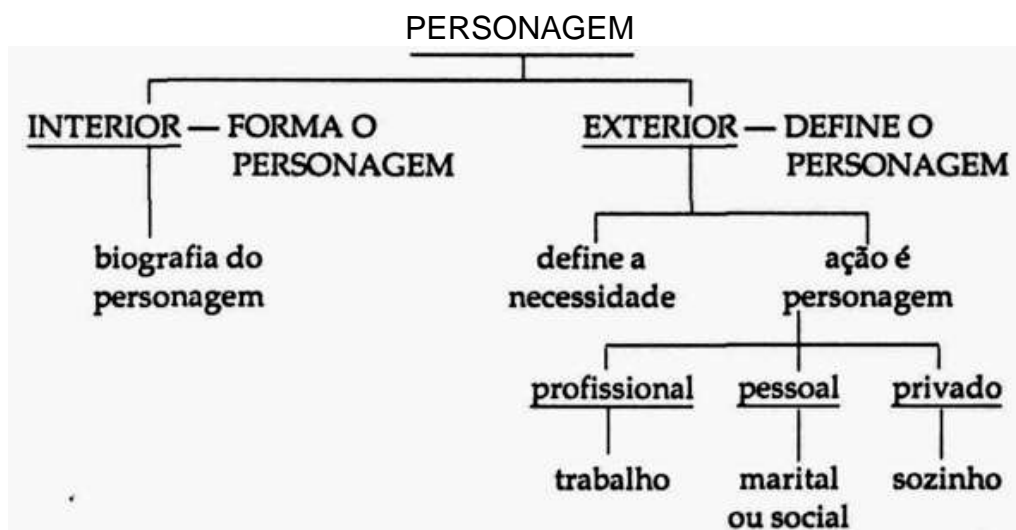 PERSONAGEM
INTERIOR — FORMA O
PERSONAGEM
EXTERIOR — DEFINE O
PERSONAGEM
biografia do
personagem
define a
necessidade
ação é
personagem
profissional
pessoal
privado
trabalho
marital
ou social
sozinho